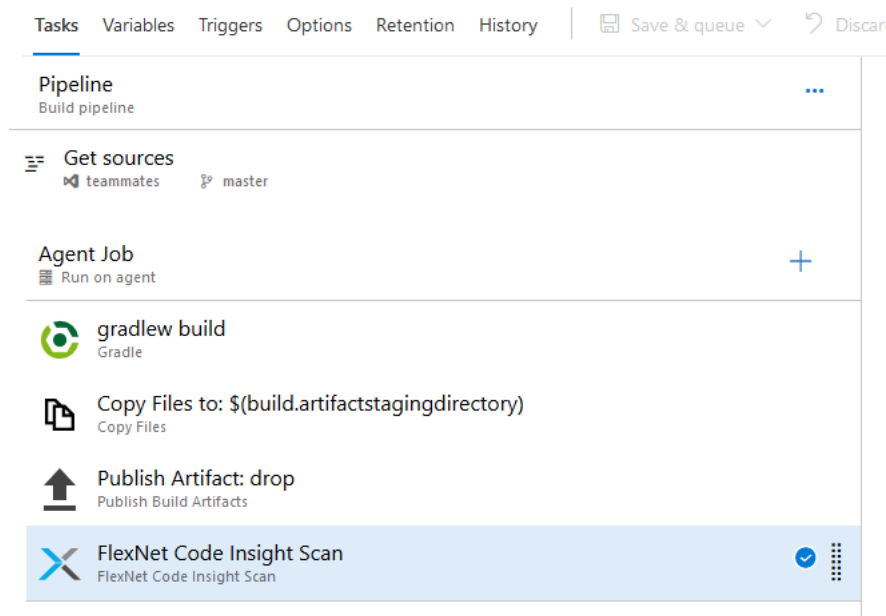 Tasks Variables Triggers Options Retention History Save & queue Discar
Pipeline
Build pipeline
Get sources
teammates master
Agent Job
Run on agent
gradlew build
Gradle
Copy Files to: $(build.artifactstagingdirectory)
Copy Files
Publish Artifact: drop
Publish Build Artifacts
FlexNet Code Insight Scan
FlexNet Code Insight Scan